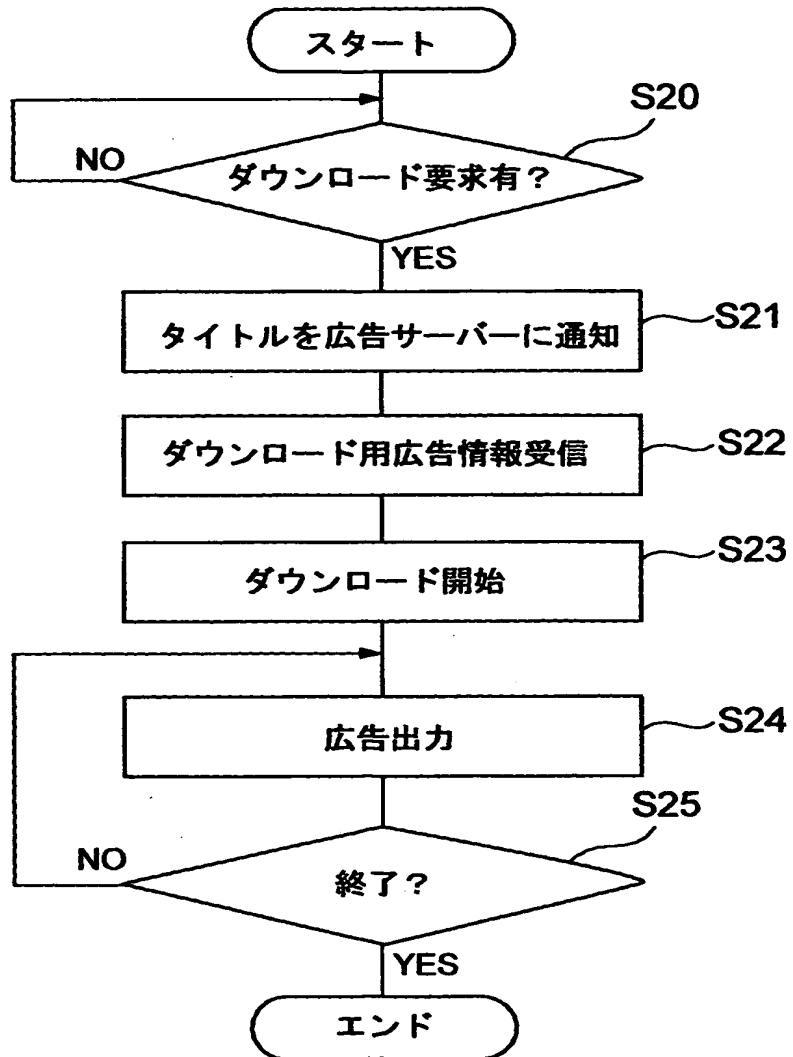 スタート
S20
NO
ダウンロード要求有？
YES
タイトルを広告サーバーに通知
S21
ダウンロード用広告情報受信
S22
ダウンロード開始
S23
広告出力
S24
S25
NO
終了？
YES
エンド